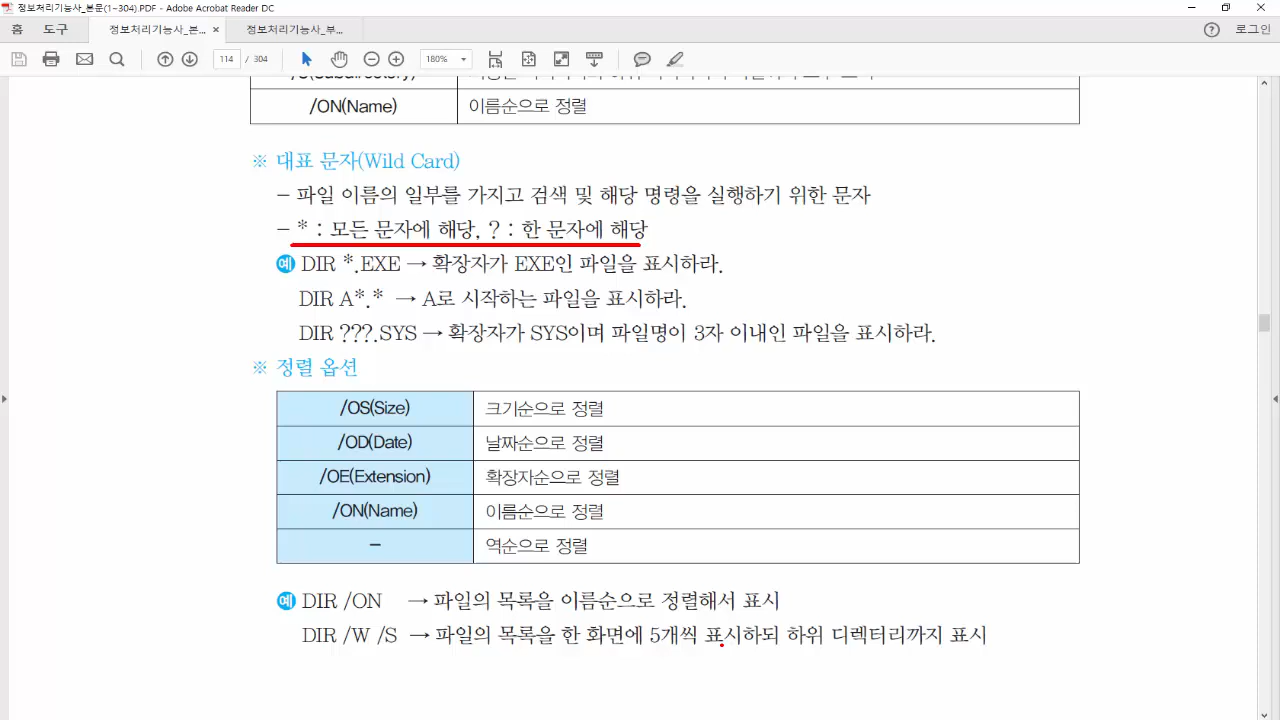 정보처리기능사_본문(1~304).PDF - Adobe Acrobat Reader DC
홈 도구 정보처리기능사_본... × 정보처리기능사_부... ? 로그인
114 / 304 180%
/ON(Name) 이름순으로 정렬
※ 대표 문자(Wild Card)
- 파일 이름의 일부를 가지고 검색 및 해당 명령을 실행하기 위한 문자
- * : 모든 문자에 해당, ? : 한 문자에 해당
예 DIR *.EXE → 확장자가 EXE인 파일을 표시하라.
DIR A*.* → A로 시작하는 파일을 표시하라.
DIR ???.SYS → 확장자가 SYS이며 파일명이 3자 이내인 파일을 표시하라.
※ 정렬 옵션
/OS(Size) 크기순으로 정렬
/OD(Date) 날짜순으로 정렬
/OE(Extension) 확장자순으로 정렬
/ON(Name) 이름순으로 정렬
- 역순으로 정렬
예 DIR /ON → 파일의 목록을 이름순으로 정렬해서 표시
DIR /W /S → 파일의 목록을 한 화면에 5개씩 표시하되 하위 디렉터리까지 표시